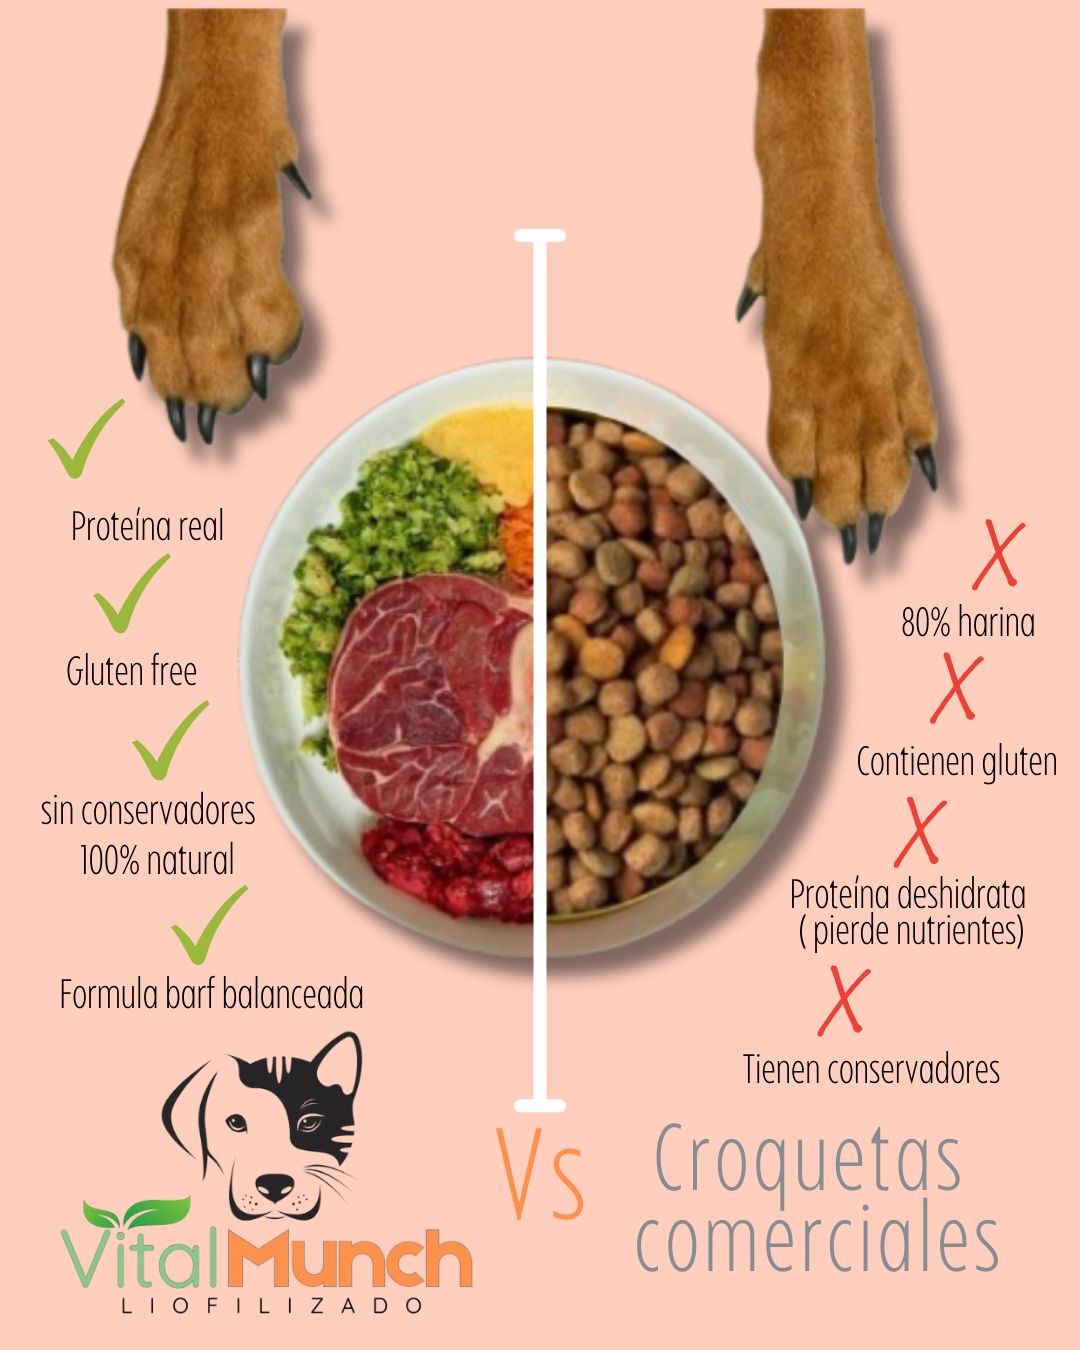 Proteína real
Gluten free
sin conservadores
100% natural
Formula barf balanceada
80% harina
Contienen gluten
Proteína deshidrata
( pierde nutrientes)
Tienen conservadores
VitalMunch
LIOFILIZADO
Vs
Croquetas
comerciales